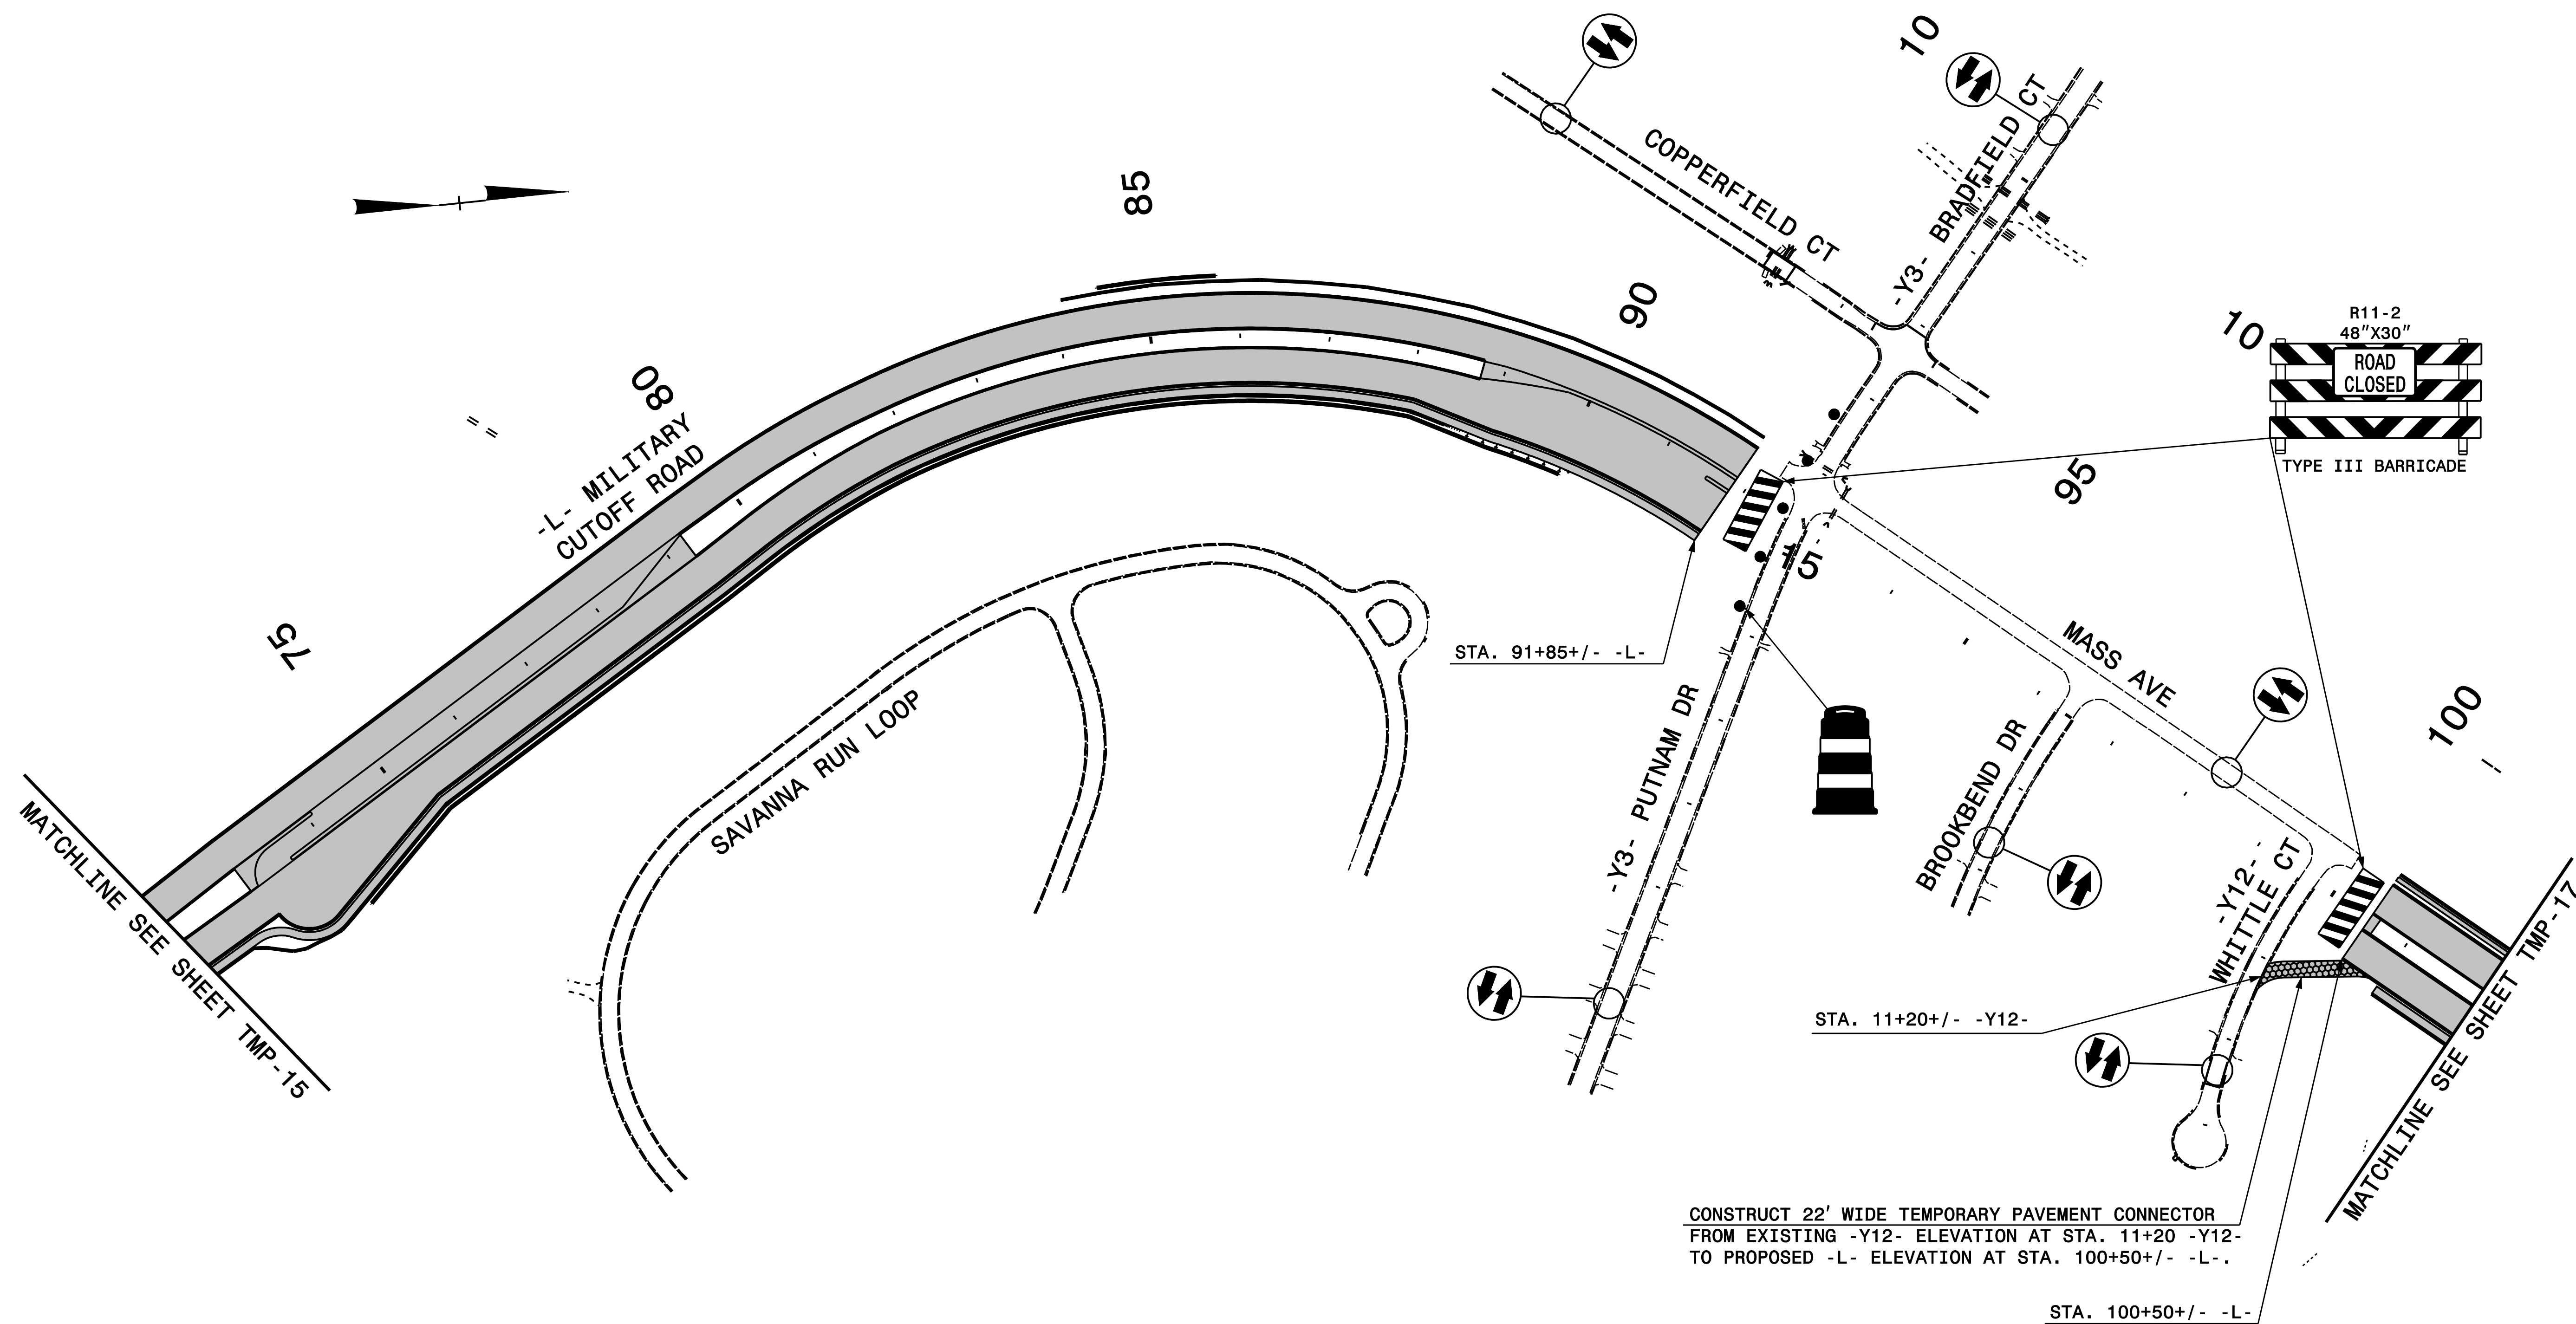 10
COPPERFIELD CT
-Y3- BRADFIELD CT
85
90
10
R11-2
48"X30"
ROAD
CLOSED
TYPE III BARRICADE
80
-L- MILITARY
CUTOFF ROAD
95
15
75
STA. 91+85+/- -L-
MASS AVE
100
SAVANNA RUN LOOP
-Y3- PUTNAM DR
BROOKBEND DR
-Y12-
WHITTLE CT
MATCHLINE SEE SHEET TMP-15
MATCHLINE SEE SHEET TMP-17
STA. 11+20+/- -Y12-
CONSTRUCT 22' WIDE TEMPORARY PAVEMENT CONNECTOR
FROM EXISTING -Y12- ELEVATION AT STA. 11+20 -Y12-
TO PROPOSED -L- ELEVATION AT STA. 100+50+/- -L-.
STA. 100+50+/- -L-